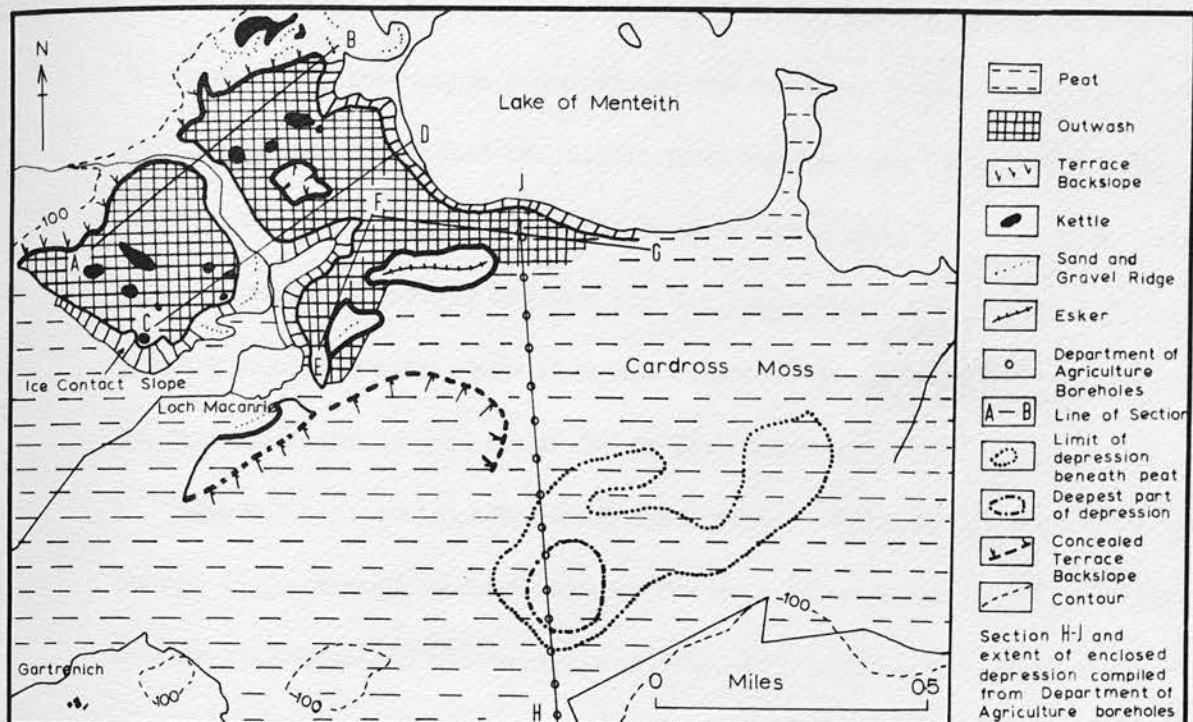 N
B
Lake of Menteith
D
J
F
100
A
G
C
E
Ice Contact Slope
Cardross Moss
Loch Macanrie
100
Gartrenich
100
100
0 Miles 0·5
H
Peat
Outwash
Terrace
Backslope
Kettle
Sand and
Gravel Ridge
Esker
Department of
Agriculture
Boreholes
A — B Line of Section
Limit of
depression
beneath peat
Deepest part
of depression
Concealed
Terrace
Backslope
Contour
Section H-J and
extent of enclosed
depression compiled
from Department of
Agriculture boreholes